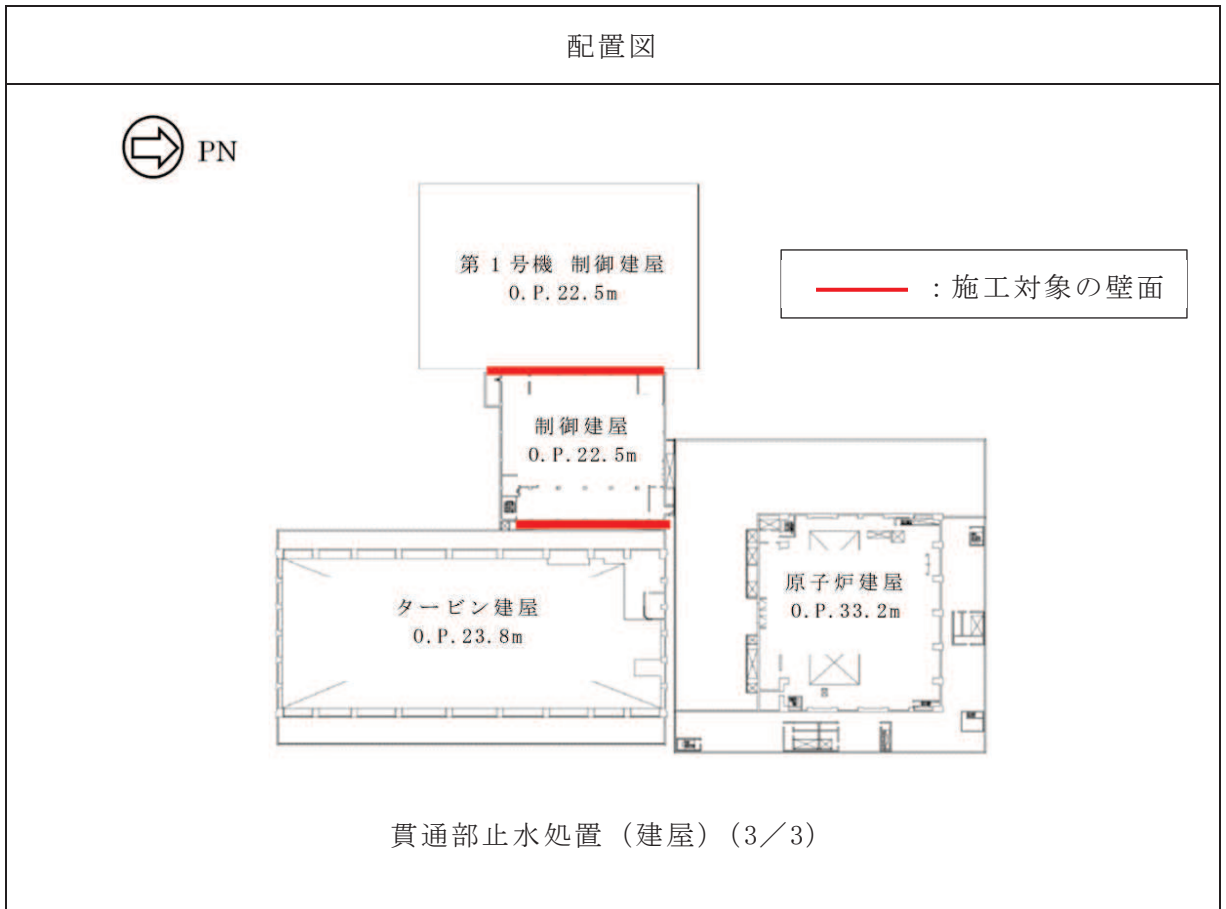 配置図
PN
第1号機 制御建屋
O.P.22.5m
：施工対象の壁面
制御建屋
O.P.22.5m
原子炉建屋
O.P.33.2m
タービン建屋
O.P.23.8m
貫通部止水処置（建屋）(3／3)